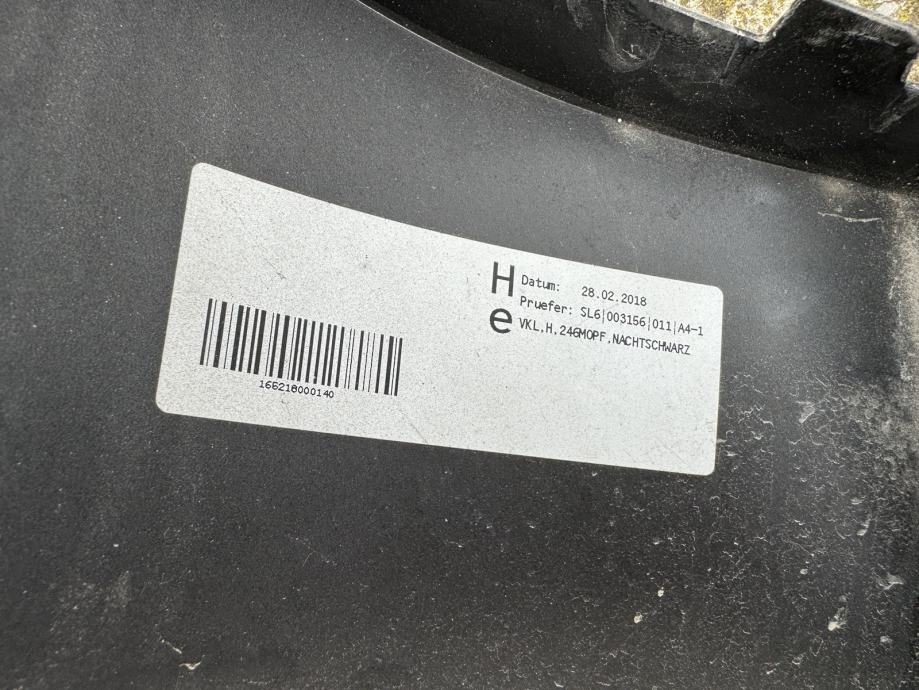 H
Datum: 28.02.2018
Pruefer: SL6|003156|011|A4-1
e
VKL.H.246MOPF.NACHTSCHWARZ
166218000140